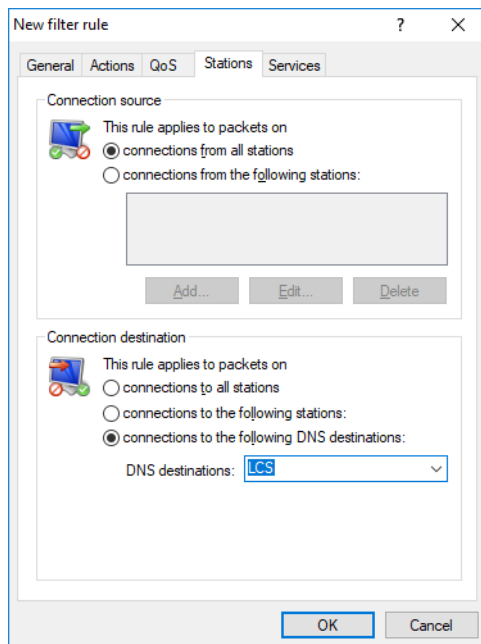 New filter rule
? ×
General Actions QoS Stations Services
Connection source
This rule applies to packets on
connections from all stations
connections from the following stations:
Add... Edit... Delete
Connection destination
This rule applies to packets on
connections to all stations
connections to the following stations:
connections to the following DNS destinations:
DNS destinations: LCS
OK Cancel